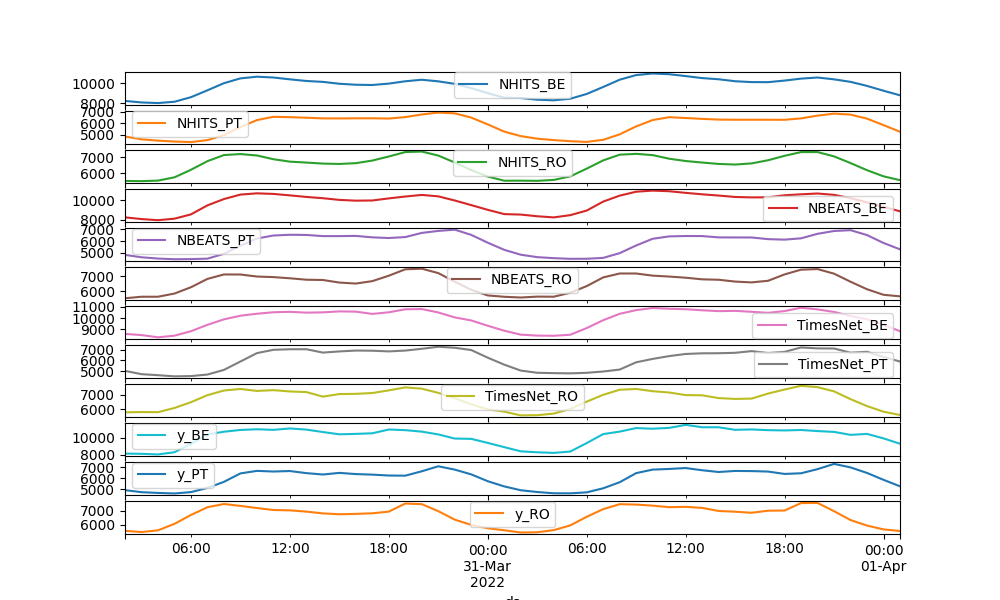 10000
8000
NHITS_BE
7000
6000
5000
NHITS_PT
7000
6000
NHITS_RO
10000
8000
NBEATS_BE
7000
6000
5000
NBEATS_PT
7000
6000
NBEATS_RO
11000
10000
9000
TimesNet_BE
7000
6000
5000
TimesNet_PT
7000
6000
TimesNet_RO
10000
8000
y_BE
7000
6000
5000
y_PT
7000
6000
y_RO
06:00 12:00 18:00 00:00 06:00 12:00 18:00 00:00
31-Mar 01-Apr
2022
ds